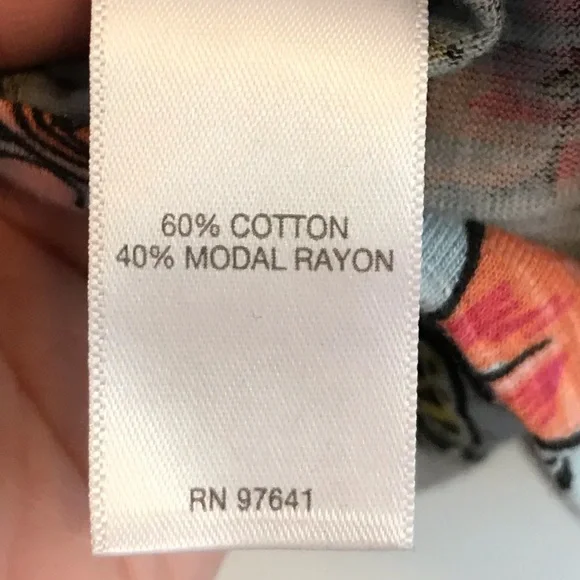 60% COTTON
40% MODAL RAYON
RN 97641